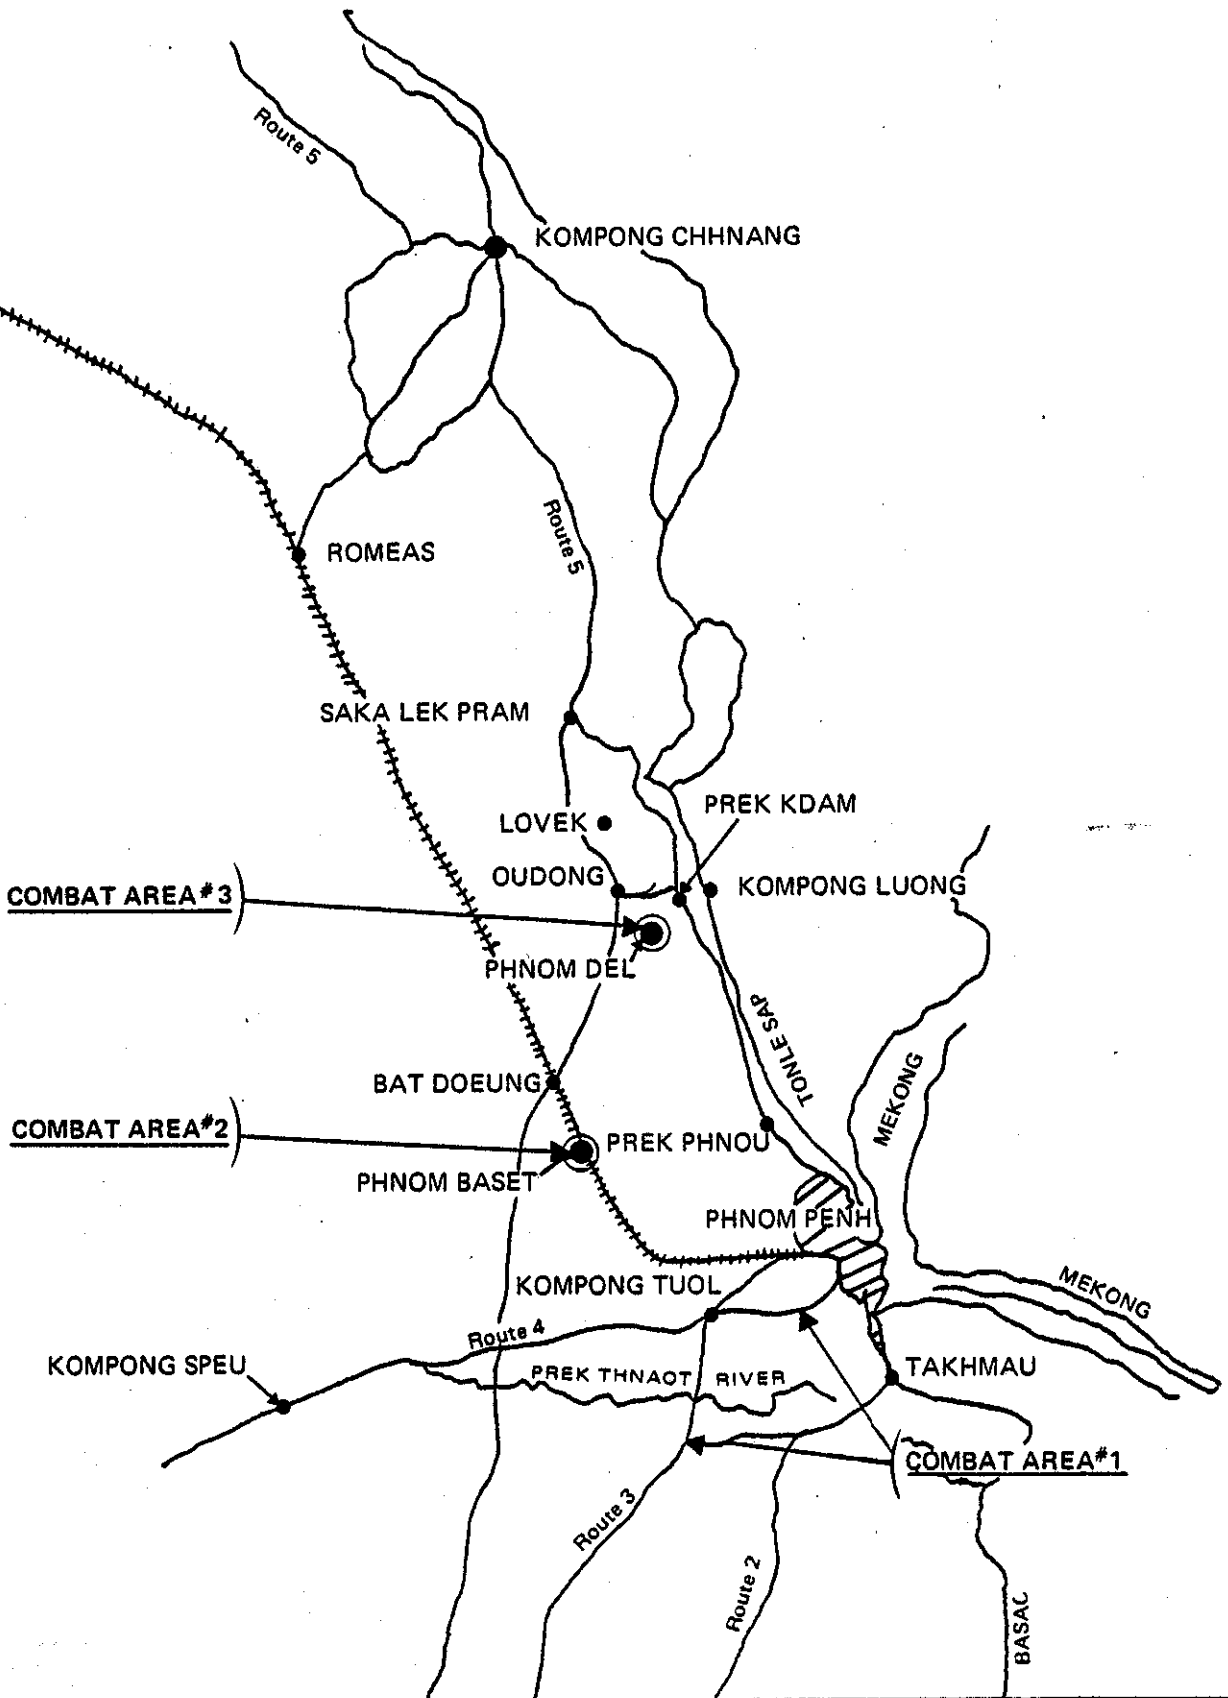 Route 5
KOMPONG CHHNANG
Route 5
ROMEAS
SAKA LEK PRAM
PREK KDAM
LOVEK
OUDONG
KOMPONG LUONG
COMBAT AREA #3
PHNOM DEL
TONLE SAP
MEKONG
BAT DOEUNG
COMBAT AREA #2
PREK PHNOU
PHNOM BASET
PHNOM PENH
KOMPONG TUOL
MEKONG
Route 4
KOMPONG SPEU
PREK THNAOT RIVER
TAKHMAU
COMBAT AREA #1
Route 3
Route 2
BASAC